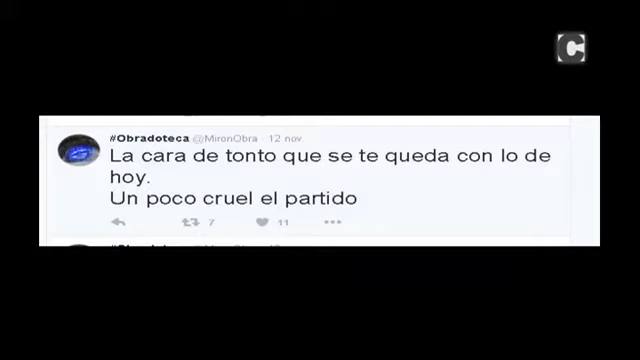 C
#Obradoteca @MironObra · 12 nov
La cara de tonto que se te queda con lo de
hoy.
Un poco cruel el partido
7 11